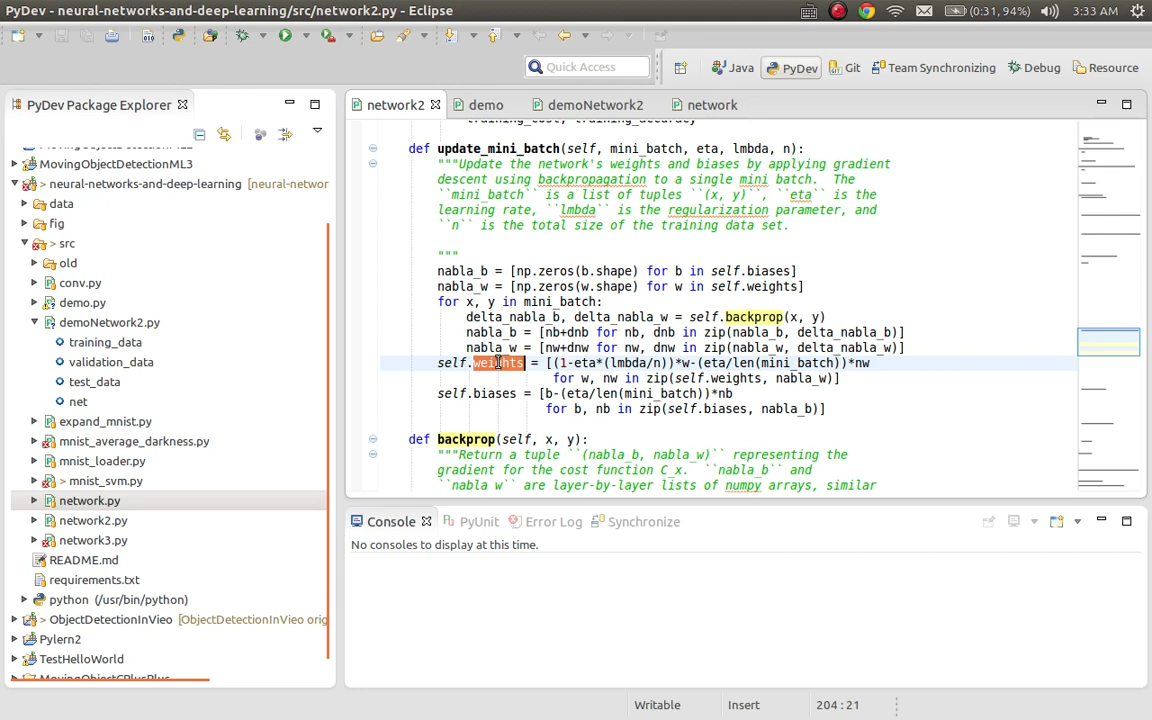 PyDev - neural-networks-and-deep-learning/src/network2.py - Eclipse
(0:31, 94%)
3:33 AM
Quick Access
Java
PyDev
Git
Team Synchronizing
Debug
Resource
PyDev Package Explorer
MovingObjectDetectionML3
> neural-networks-and-deep-learning [neural-networ
data
fig
> src
old
conv.py
demo.py
demoNetwork2.py
training_data
validation_data
test_data
net
expand_mnist.py
mnist_average_darkness.py
mnist_loader.py
> mnist_svm.py
network.py
network2.py
network3.py
README.md
requirements.txt
python (/usr/bin/python)
> ObjectDetectionInVieo [ObjectDetectionInVieo orig
Pylern2
TestHelloWorld
MovingObjectCPlusPlus
network2
demo
demoNetwork2
network
training_cost, training_accuracy
def update_mini_batch(self, mini_batch, eta, lmbda, n):
"""Update the network's weights and biases by applying gradient
descent using backpropagation to a single mini batch. The
``mini_batch`` is a list of tuples ``(x, y)``, ``eta`` is the
learning rate, ``lmbda`` is the regularization parameter, and
``n`` is the total size of the training data set.
"""
nabla_b = [np.zeros(b.shape) for b in self.biases]
nabla_w = [np.zeros(w.shape) for w in self.weights]
for x, y in mini_batch:
delta_nabla_b, delta_nabla_w = self.backprop(x, y)
nabla_b = [nb+dnb for nb, dnb in zip(nabla_b, delta_nabla_b)]
nabla_w = [nw+dnw for nw, dnw in zip(nabla_w, delta_nabla_w)]
self.weights = [(1-eta*(lmbda/n))*w-(eta/len(mini_batch))*nw
for w, nw in zip(self.weights, nabla_w)]
self.biases = [b-(eta/len(mini_batch))*nb
for b, nb in zip(self.biases, nabla_b)]
def backprop(self, x, y):
"""Return a tuple ``(nabla_b, nabla_w)`` representing the
gradient for the cost function C_x. ``nabla_b`` and
``nabla_w`` are layer-by-layer lists of numpy arrays, similar
Console
PyUnit
Error Log
Synchronize
No consoles to display at this time.
Writable
Insert
204 : 21